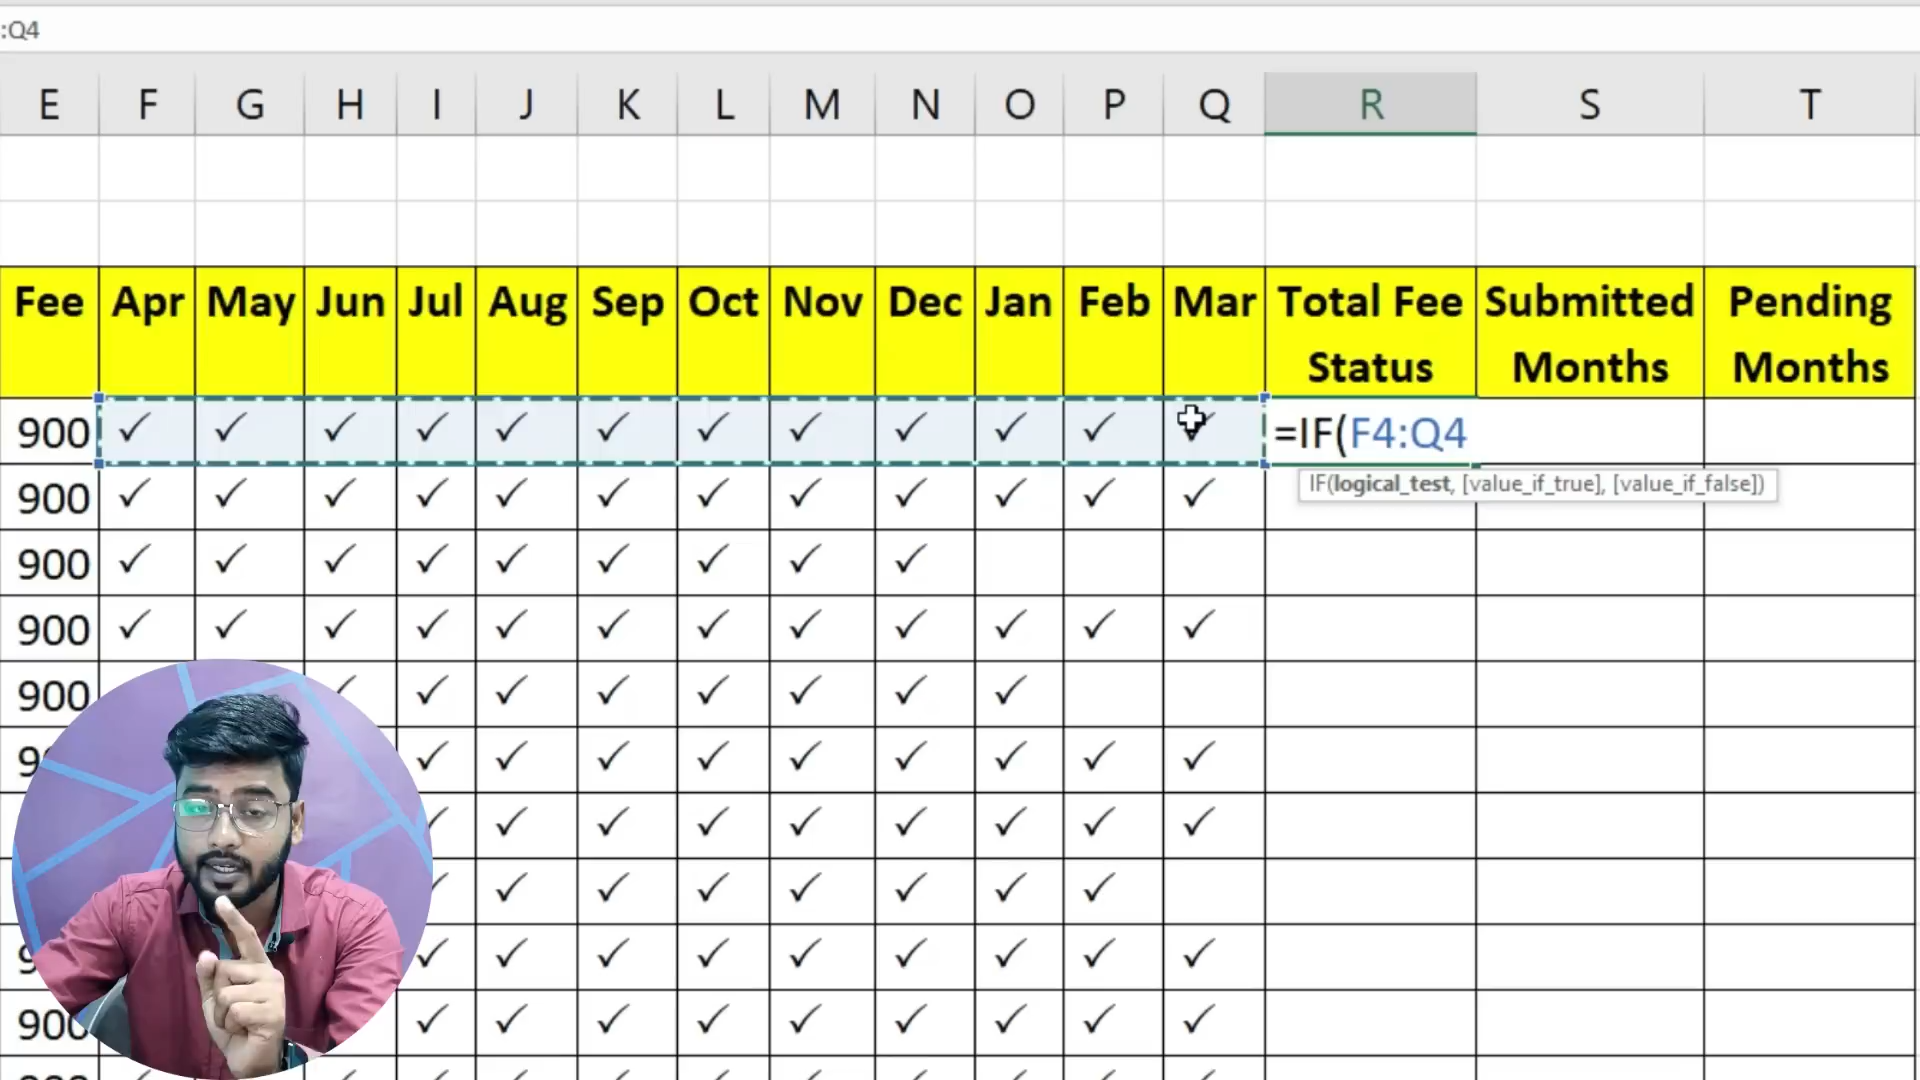 :Q4
E F G H I J K L M N O P Q R S T
Fee Apr May Jun Jul Aug Sep Oct Nov Dec Jan Feb Mar Total Fee Status Submitted Months Pending Months
900 ✓ ✓ ✓ ✓ ✓ ✓ ✓ ✓ ✓ ✓ ✓ ✓ =IF(F4:Q4
IF(logical_test, [value_if_true], [value_if_false])
900 ✓ ✓ ✓ ✓ ✓ ✓ ✓ ✓ ✓ ✓ ✓ ✓
900 ✓ ✓ ✓ ✓ ✓ ✓ ✓ ✓ ✓
900 ✓ ✓ ✓ ✓ ✓ ✓ ✓ ✓ ✓ ✓ ✓ ✓
900 ✓ ✓ ✓ ✓ ✓ ✓ ✓ ✓
✓ ✓ ✓ ✓ ✓ ✓ ✓ ✓ ✓
✓ ✓ ✓ ✓ ✓ ✓ ✓ ✓ ✓
✓ ✓ ✓ ✓ ✓ ✓ ✓
✓ ✓ ✓ ✓ ✓ ✓ ✓ ✓ ✓
900 ✓ ✓ ✓ ✓ ✓ ✓ ✓ ✓ ✓